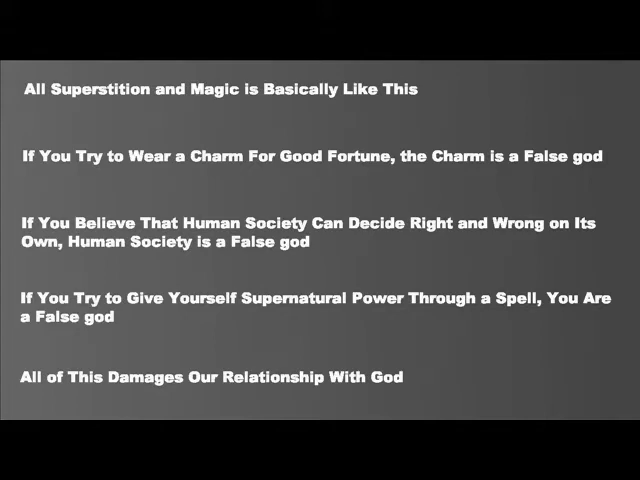 All Superstition and Magic is Basically Like This
If You Try to Wear a Charm For Good Fortune, the Charm is a False god
If You Believe That Human Society Can Decide Right and Wrong on Its
Own, Human Society is a False god
If You Try to Give Yourself Supernatural Power Through a Spell, You Are
a False god
All of This Damages Our Relationship With God